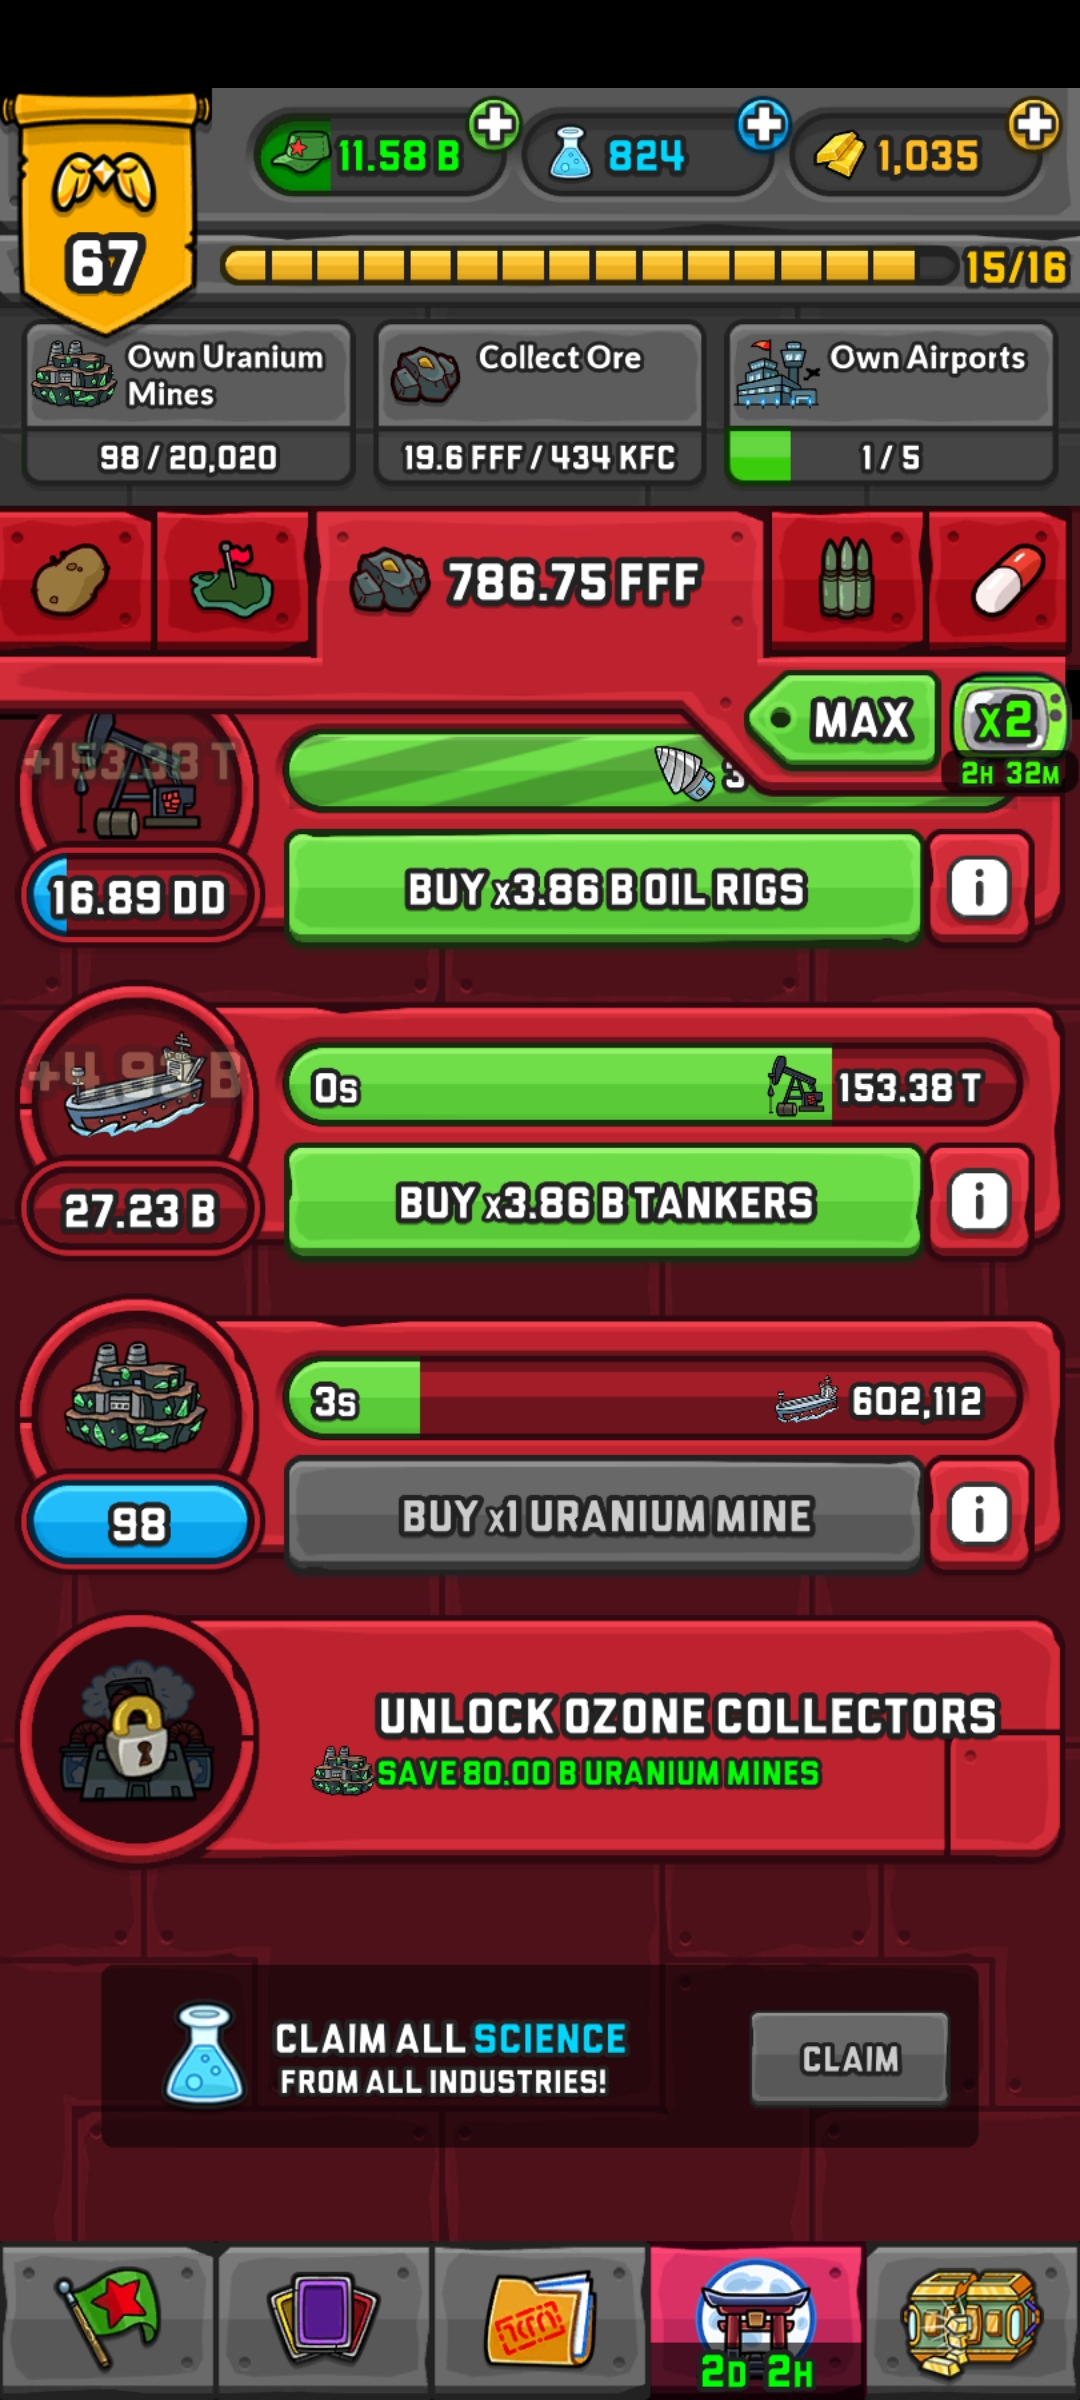 67
11.58 B
824
1,035
15/16
Own Uranium
Mines
98 / 20,020
Collect Ore
19.6 FFF / 434 KFC
Own Airports
1 / 5
786.75 FFF
MAX
x2
2H 32M
+153.38 T
16.89 DD
BUY x3.86 B OIL RIGS
i
0s
153.38 T
27.23 B
BUY x3.86 B TANKERS
i
3s
602,112
98
BUY x1 URANIUM MINE
i
UNLOCK OZONE COLLECTORS
SAVE 80.00 B URANIUM MINES
CLAIM ALL SCIENCE
FROM ALL INDUSTRIES!
CLAIM
2D 2H